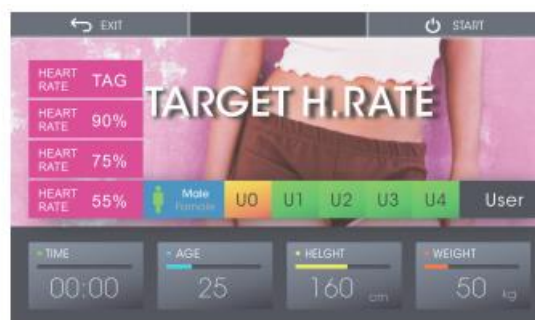 EXIT
START
HEART RATE TAG
HEART RATE 90%
HEART RATE 75%
HEART RATE 55%
TARGET H.RATE
Male
Female
U0 U1 U2 U3 U4 User
TIME
00:00
AGE
25
HELGHT
160 cm
WEIGHT
50 kg